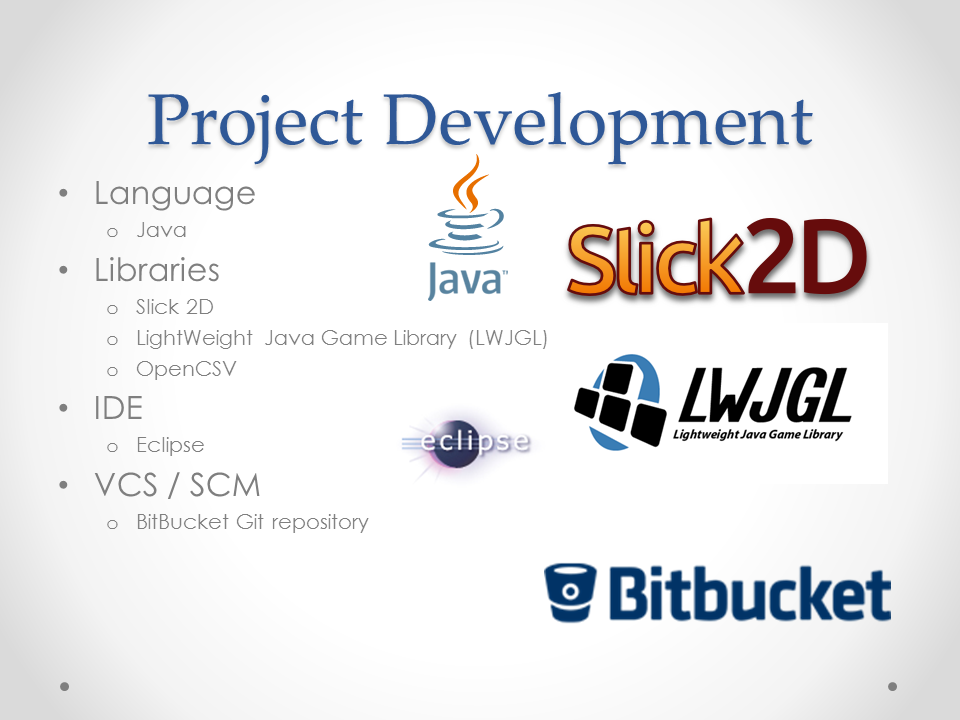 Project Development
• Language
o Java
• Libraries
o Slick 2D
o LightWeight Java Game Library (LWJGL)
o OpenCSV
• IDE
o Eclipse
• VCS / SCM
o BitBucket Git repository
Java™
Slick2D
LWJGL
Lightweight Java Game Library
eclipse
Bitbucket